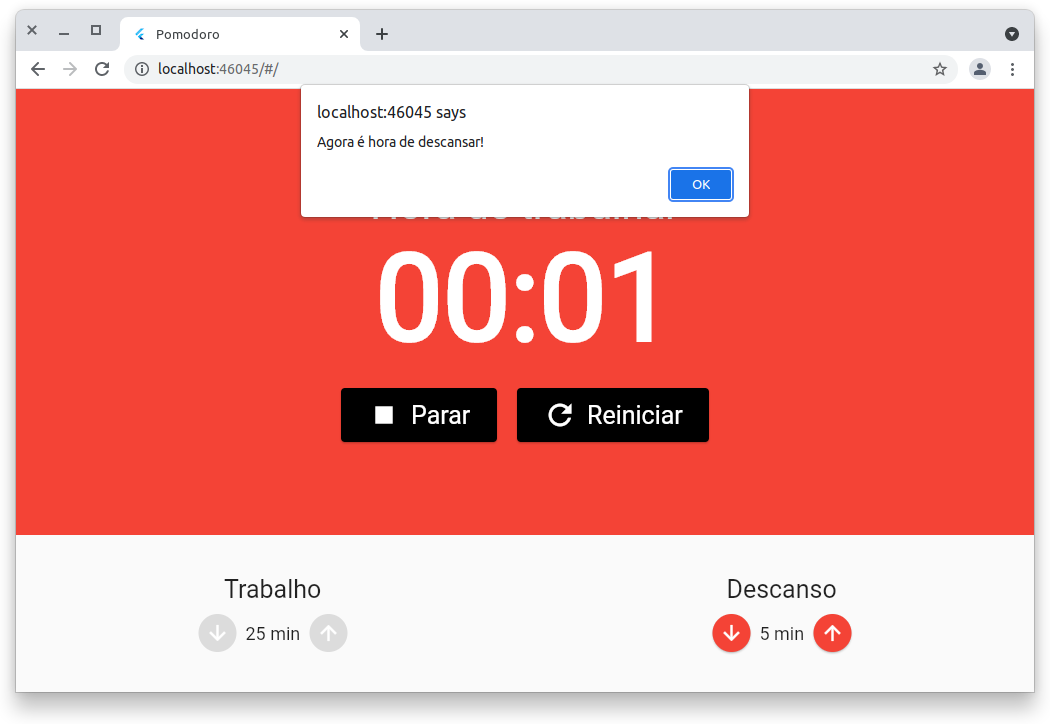 Pomodoro
localhost:46045/#/
localhost:46045 says
Agora é hora de descansar!
OK
00:01
Parar
Reiniciar
Trabalho
Descanso
25 min
5 min